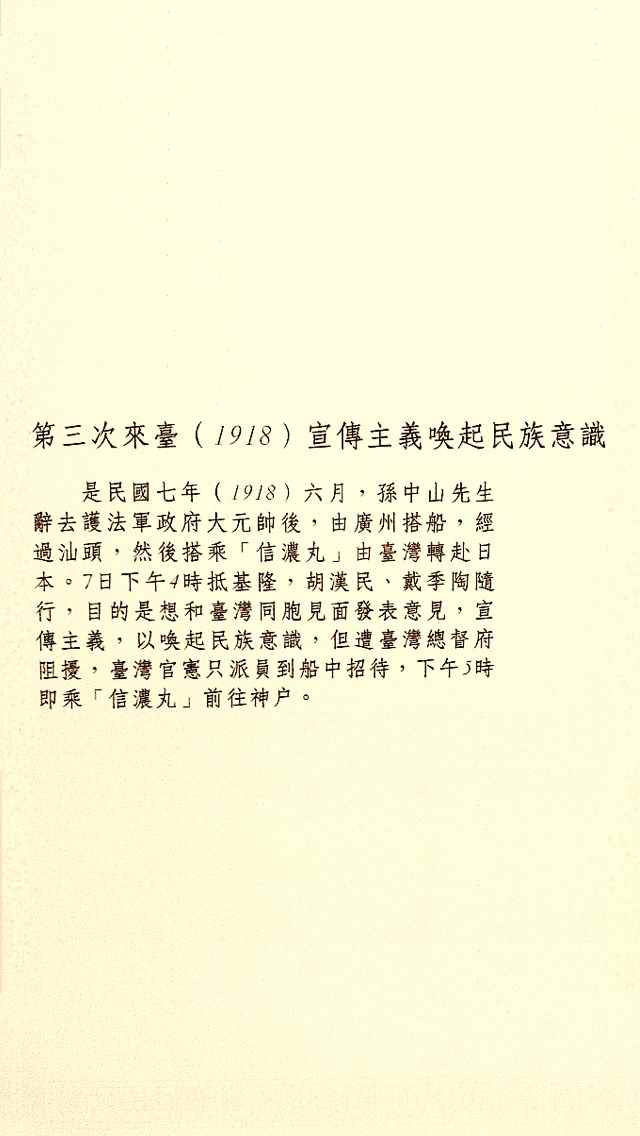 第三次來臺（1918）宣傳主義喚起民族意識
是民國七年（1918）六月，孫中山先生
辭去護法軍政府大元帥後，由廣州搭船，經
過汕頭，然後搭乘「信濃丸」由臺灣轉赴日
本。7日下午4時抵基隆，胡漢民、戴季陶隨
行，目的是想和臺灣同胞見面發表意見，宣
傳主義，以喚起民族意識，但遭臺灣總督府
阻擾，臺灣官憲只派員到船中招待，下午5時
即乘「信濃丸」前往神户。